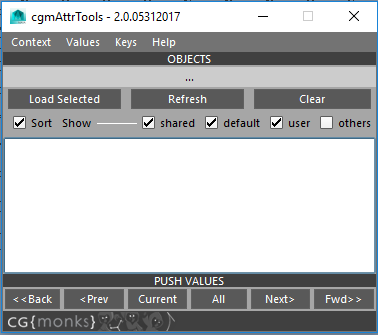 cgmAttrTools - 2.0.05312017
Context Values Keys Help
OBJECTS
...
Load Selected Refresh Clear
Sort Show shared default user others
PUSH VALUES
<<Back <Prev Current All Next> Fwd>>
CG{monks}